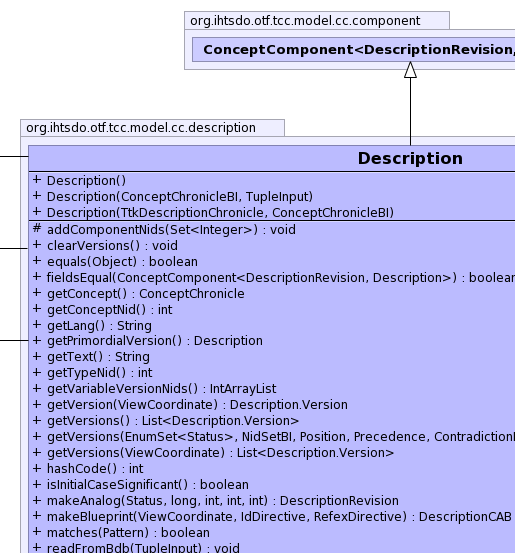 org.ihtsdo.otf.tcc.model.cc.component
ConceptComponent<DescriptionRevision,
org.ihtsdo.otf.tcc.model.cc.description
Description
+ Description()
+ Description(ConceptChronicleBI, TupleInput)
+ Description(TtkDescriptionChronicle, ConceptChronicleBI)
# addComponentNids(Set<Integer>) : void
+ clearVersions() : void
+ equals(Object) : boolean
+ fieldsEqual(ConceptComponent<DescriptionRevision, Description>) : boolean
+ getConcept() : ConceptChronicle
+ getConceptNid() : int
+ getLang() : String
+ getPrimordialVersion() : Description
+ getText() : String
+ getTypeNid() : int
+ getVariableVersionNids() : IntArrayList
+ getVersion(ViewCoordinate) : Description.Version
+ getVersions() : List<Description.Version>
+ getVersions(EnumSet<Status>, NidSetBI, Position, Precedence, Contradiction
+ getVersions(ViewCoordinate) : List<Description.Version>
+ hashCode() : int
+ isInitialCaseSignificant() : boolean
+ makeAnalog(Status, long, int, int, int) : DescriptionRevision
+ makeBlueprint(ViewCoordinate, IdDirective, RefexDirective) : DescriptionCAB
+ matches(Pattern) : boolean
+ readFromBdb(TupleInput) : void